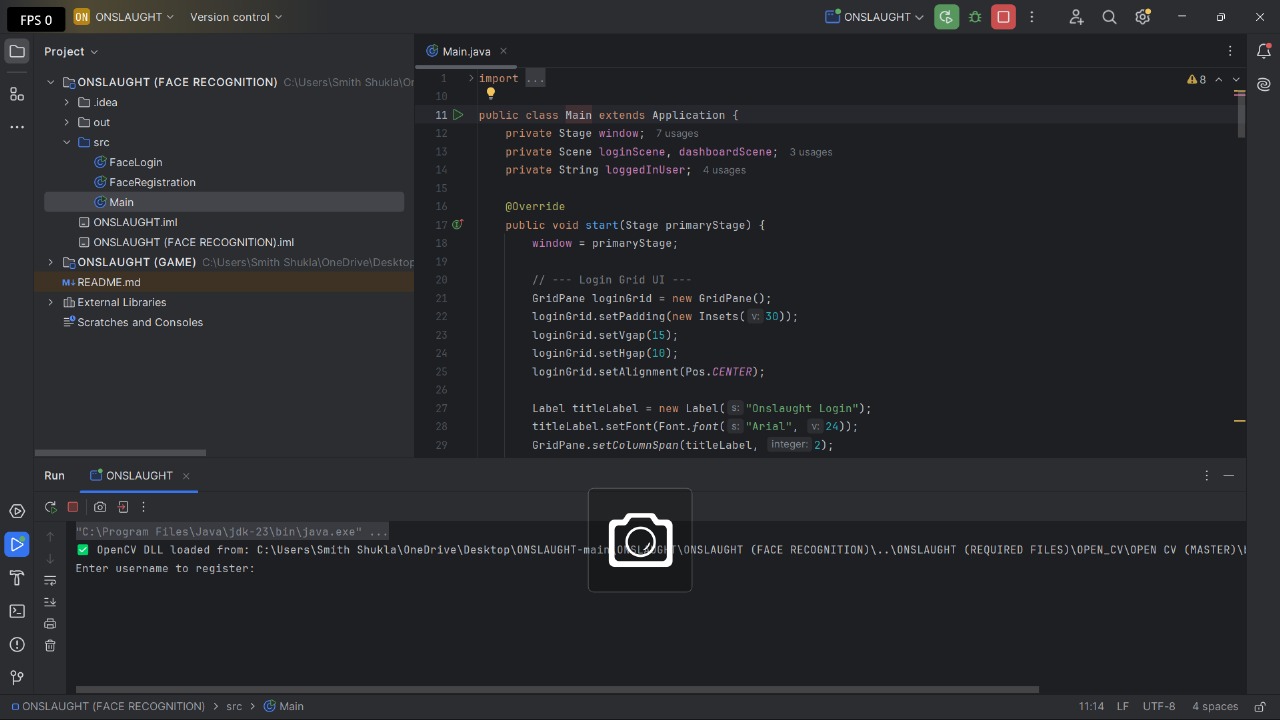 FPS 0
ON ONSLAUGHT
Version control
ONSLAUGHT
Project
Main.java
ONSLAUGHT (FACE RECOGNITION) C:\Users\Smith Shukla\On
.idea
out
src
FaceLogin
FaceRegistration
Main
ONSLAUGHT.iml
ONSLAUGHT (FACE RECOGNITION).iml
ONSLAUGHT (GAME) C:\Users\Smith Shukla\OneDrive\Desktop
M↓ README.md
External Libraries
Scratches and Consoles
8
1 import ...
10
11 public class Main extends Application {
12 private Stage window; 7 usages
13 private Scene loginScene, dashboardScene; 3 usages
14 private String loggedInUser; 4 usages
15
16 @Override
17 public void start(Stage primaryStage) {
18 window = primaryStage;
19
20 // --- Login Grid UI ---
21 GridPane loginGrid = new GridPane();
22 loginGrid.setPadding(new Insets( v: 30));
23 loginGrid.setVgap(15);
24 loginGrid.setHgap(10);
25 loginGrid.setAlignment(Pos.CENTER);
26
27 Label titleLabel = new Label( s: "Onslaught Login");
28 titleLabel.setFont(Font.font( s: "Arial", v: 24));
29 GridPane.setColumnSpan(titleLabel, integer: 2);
Run
ONSLAUGHT
"C:\Program Files\Java\jdk-23\bin\java.exe" ...
✅ OpenCV DLL loaded from: C:\Users\Smith Shukla\OneDrive\Desktop\ONSLAUGHT-main\ONSLAUGHT\ONSLAUGHT (FACE RECOGNITION)\..\ONSLAUGHT (REQUIRED FILES)\OPEN_CV\OPEN CV (MASTER)\
Enter username to register:
ONSLAUGHT (FACE RECOGNITION) > src > Main
11:14 LF UTF-8 4 spaces